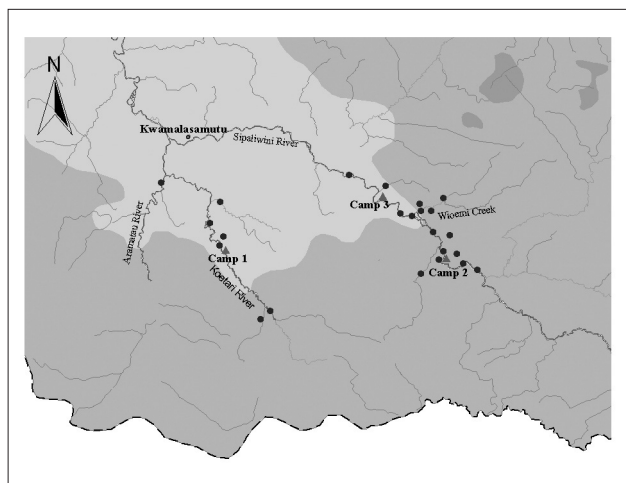 N
Kwamalasamutu
Sipaliwini River
Camp 3
Wioemi Creek
Aramatau River
Camp 1
Camp 2
Koetari River